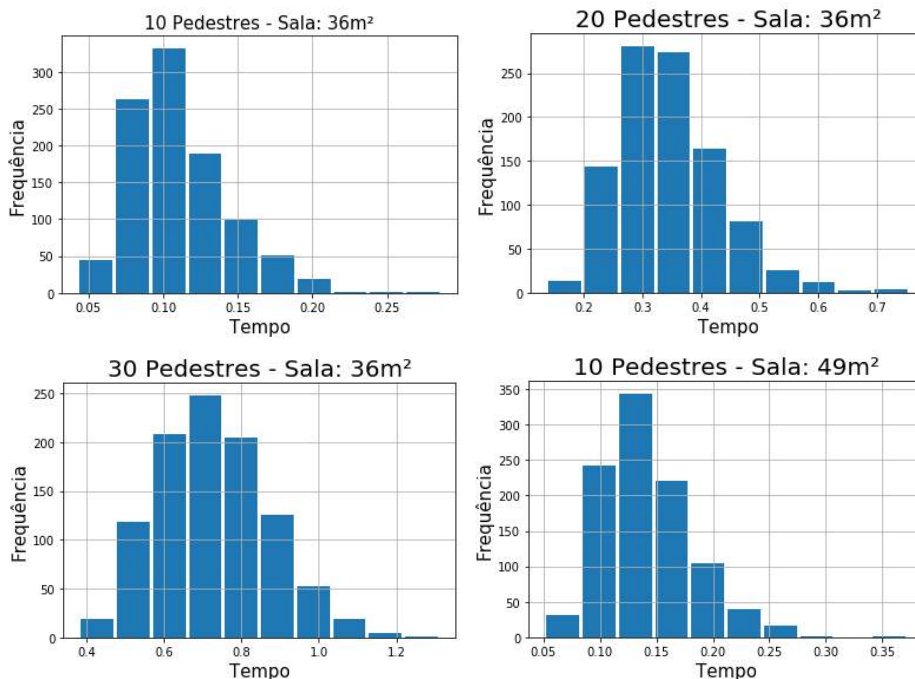 10 Pedestres - Sala: 36m²
Frequência
300
250
200
150
100
50
0
0.05 0.10 0.15 0.20 0.25
Tempo
20 Pedestres - Sala: 36m²
Frequência
250
200
150
100
50
0
0.2 0.3 0.4 0.5 0.6 0.7
Tempo
30 Pedestres - Sala: 36m²
Frequência
250
200
150
100
50
0
0.4 0.6 0.8 1.0 1.2
Tempo
10 Pedestres - Sala: 49m²
Frequência
350
300
250
200
150
100
50
0
0.05 0.10 0.15 0.20 0.25 0.30 0.35
Tempo